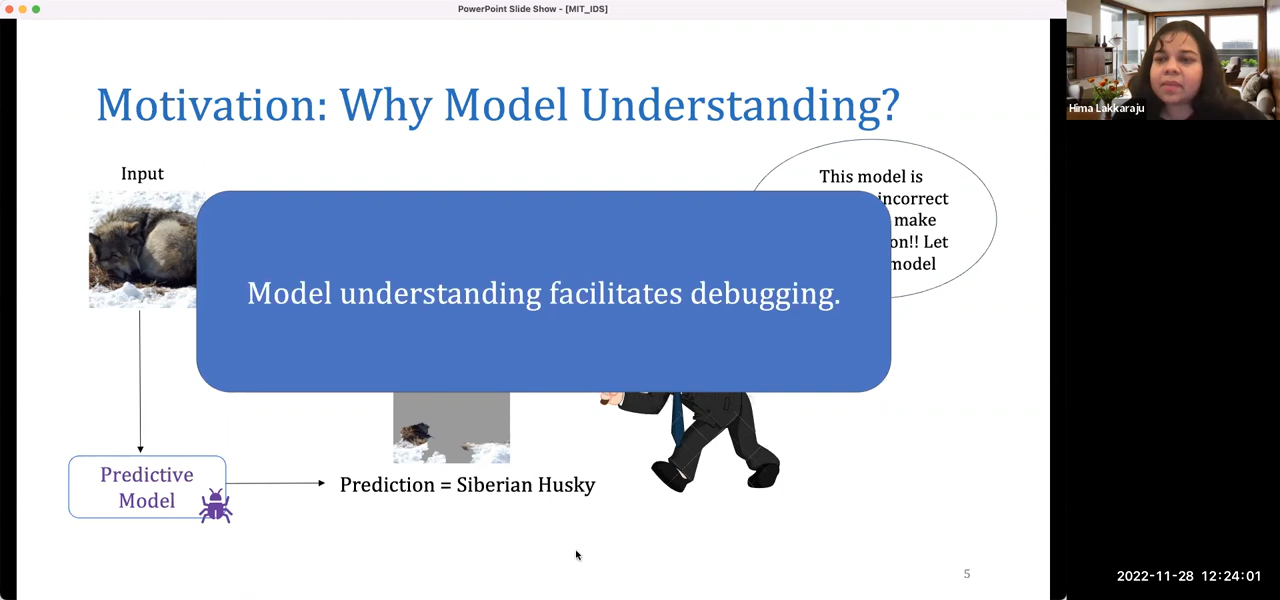 PowerPoint Slide Show - [MIT_IDS]
Motivation: Why Model Understanding?
Input
This model is
incorrect
make
Let
model
Model understanding facilitates debugging.
Predictive
Model
Prediction = Siberian Husky
5
Hima Lakkaraju
2022-11-28 12:24:01